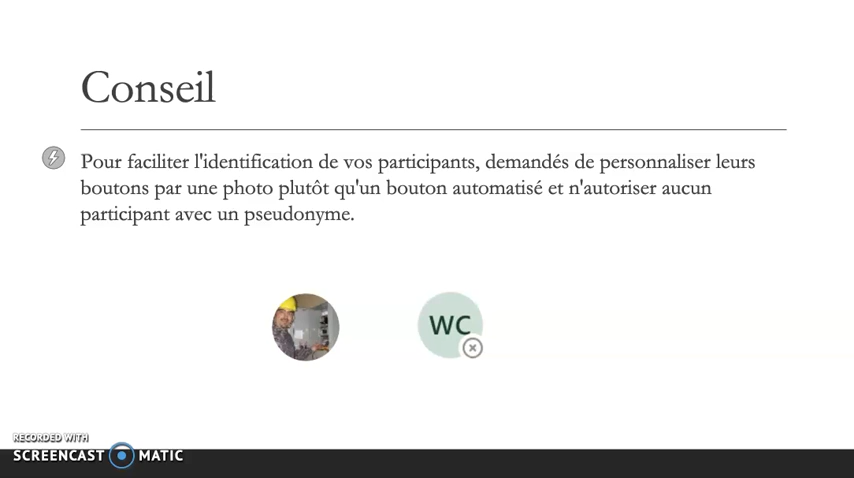 Conseil
Pour faciliter l'identification de vos participants, demandés de personnaliser leurs
boutons par une photo plutôt qu'un bouton automatisé et n'autoriser aucun
participant avec un pseudonyme.
WC
RECORDED WITH
SCREENCAST MATIC